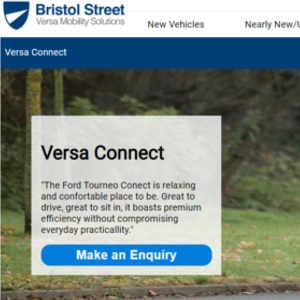 Bristol Street
Versa Mobility Solutions
New Vehicles
Nearly New/U
Versa Connect
Versa Connect
"The Ford Tourneo Conect is relaxing
and confortable place to be. Great to
drive, great to sit in, it boasts premium
efficiency without compromising
everyday practicallity."
Make an Enquiry